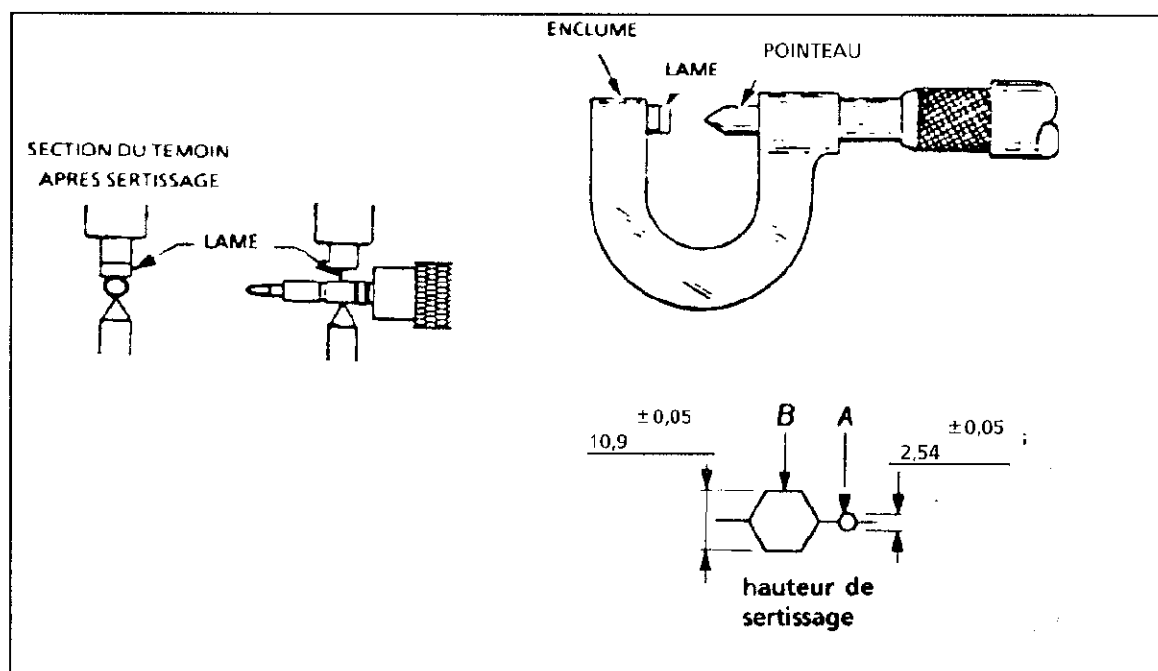 ENCLUME
POINTEAU
LAME
SECTION DU TEMOIN
APRES SERTISSAGE
LAME
± 0,05
10,9
B
A
± 0,05
2,54
;
hauteur de
sertissage